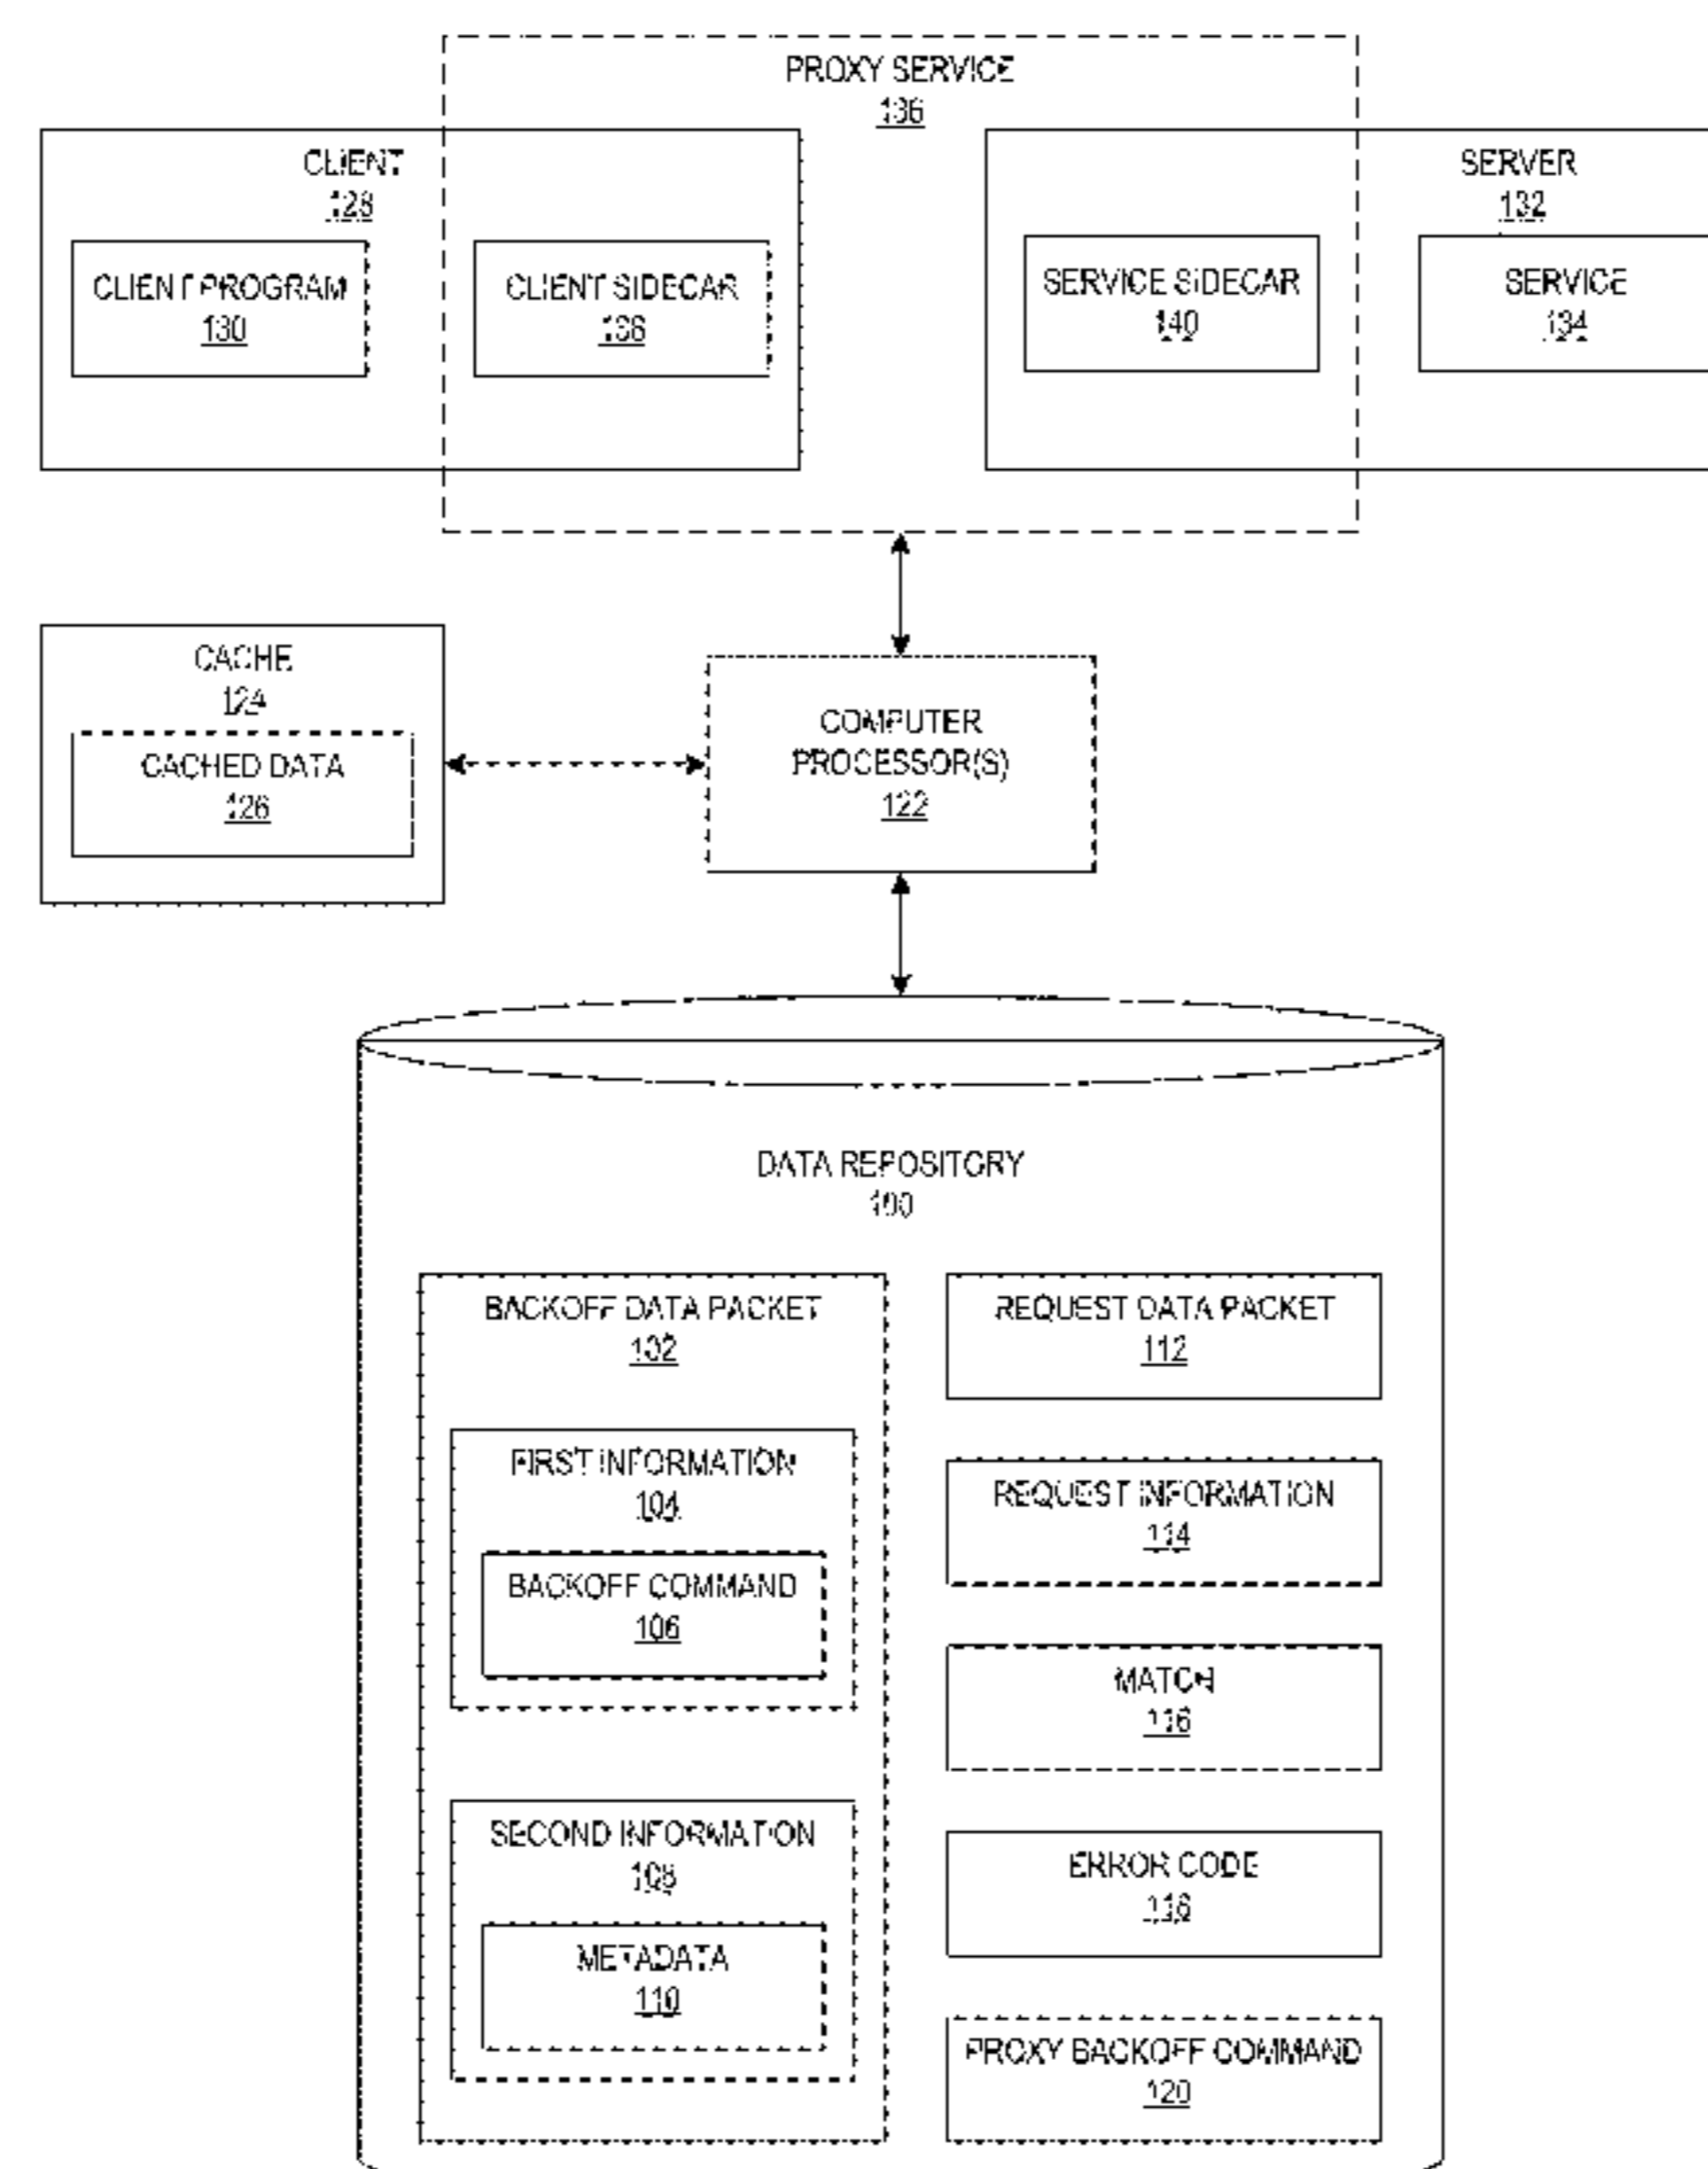 PROXY SERVICE
136
CLIENT
128
CLIENT PROGRAM
130
CLIENT SIDECAR
138
SERVER
132
SERVICE SIDECAR
140
SERVICE
134
CACHE
124
CACHED DATA
126
COMPUTER
PROCESSOR(S)
122
DATA REPOSITORY
100
BACKOFF DATA PACKET
102
FIRST INFORMATION
104
BACKOFF COMMAND
106
SECOND INFORMATION
108
METADATA
110
REQUEST DATA PACKET
112
REQUEST INFORMATION
114
MATCH
116
ERROR CODE
118
PROXY BACKOFF COMMAND
120